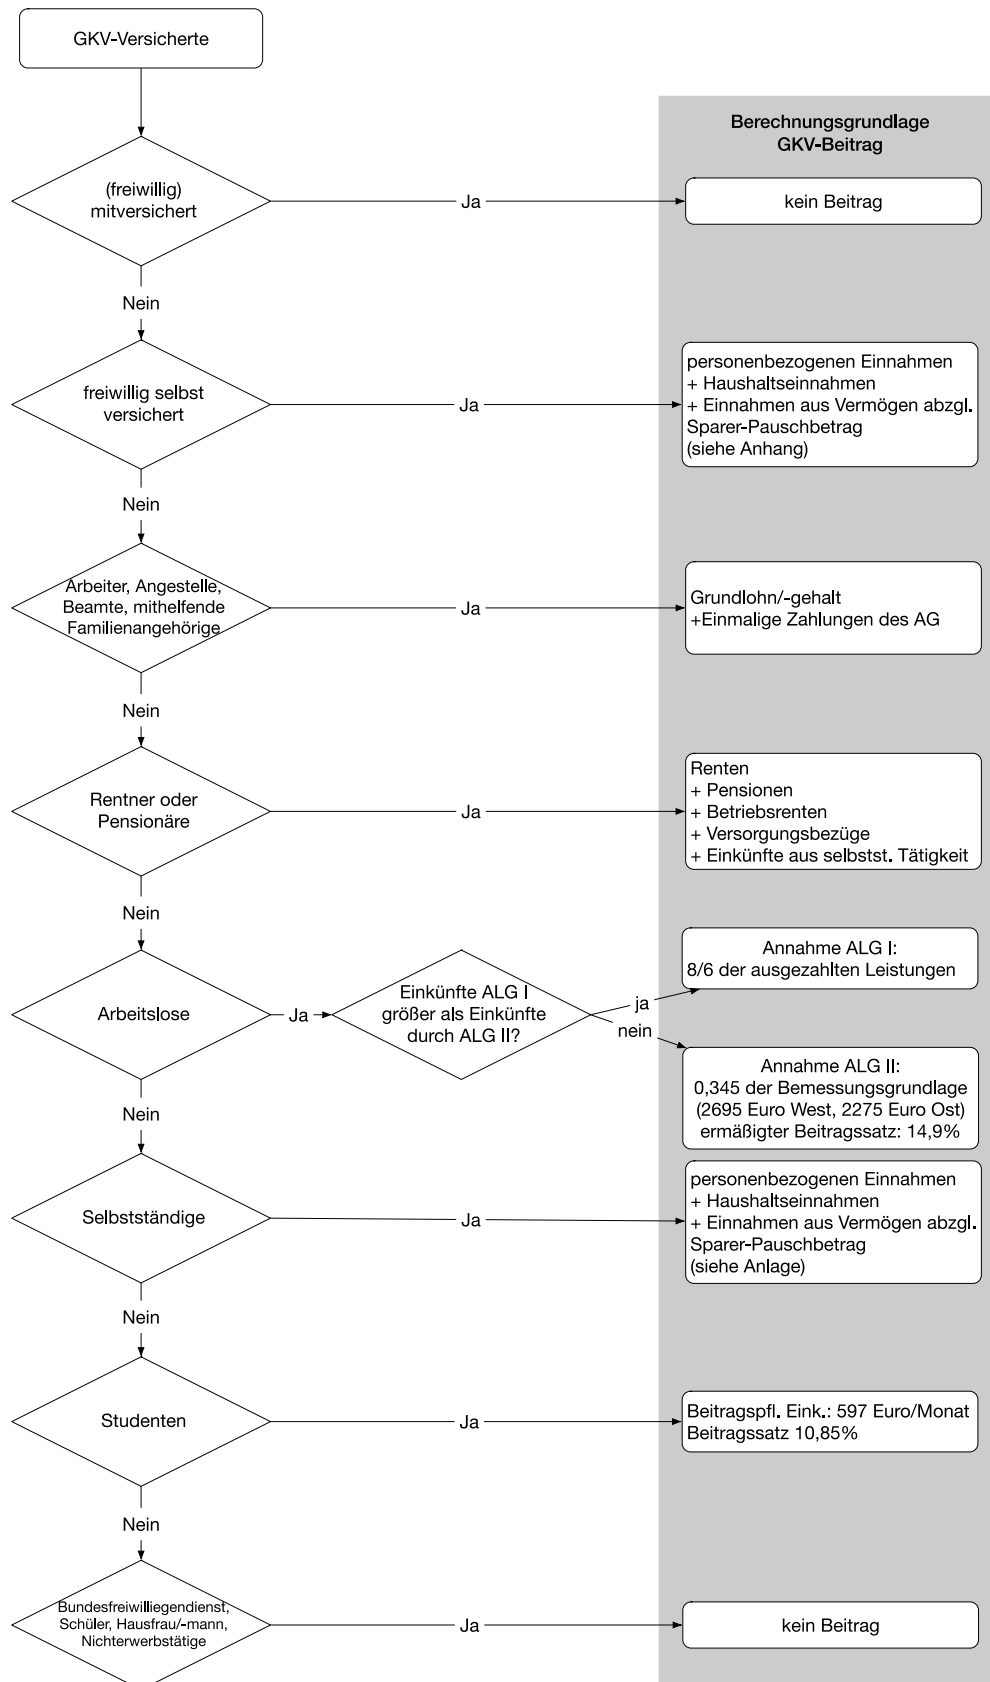 GKV-Versicherte
Berechnungsgrundlage
GKV-Beitrag
(freiwillig)
mitversichert
Ja
kein Beitrag
Nein
freiwillig selbst
versichert
Ja
personenbezogenen Einnahmen
+ Haushaltseinnahmen
+ Einnahmen aus Vermögen abzgl.
Sparer-Pauschbetrag
(siehe Anhang)
Nein
Arbeiter, Angestelle,
Beamte, mithelfende
Familienangehörige
Ja
Grundlohn/-gehalt
+Einmalige Zahlungen des AG
Nein
Rentner oder
Pensionäre
Ja
Renten
+ Pensionen
+ Betriebsrenten
+ Versorgungsbezüge
+ Einkünfte aus selbstst. Tätigkeit
Nein
Arbeitslose
Ja
Einkünfte ALG I
größer als Einkünfte
durch ALG II?
ja
Annahme ALG I:
8/6 der ausgezahlten Leistungen
nein
Annahme ALG II:
0,345 der Bemessungsgrundlage
(2695 Euro West, 2275 Euro Ost)
ermäßigter Beitragssatz: 14,9%
Nein
Selbstständige
Ja
personenbezogenen Einnahmen
+ Haushaltseinnahmen
+ Einnahmen aus Vermögen abzgl.
Sparer-Pauschbetrag
(siehe Anlage)
Nein
Studenten
Ja
Beitragspfl. Eink.: 597 Euro/Monat
Beitragssatz 10,85%
Nein
Bundesfreiwilliegendienst,
Schüler, Hausfrau/-mann,
Nichterwerbstätige
Ja
kein Beitrag